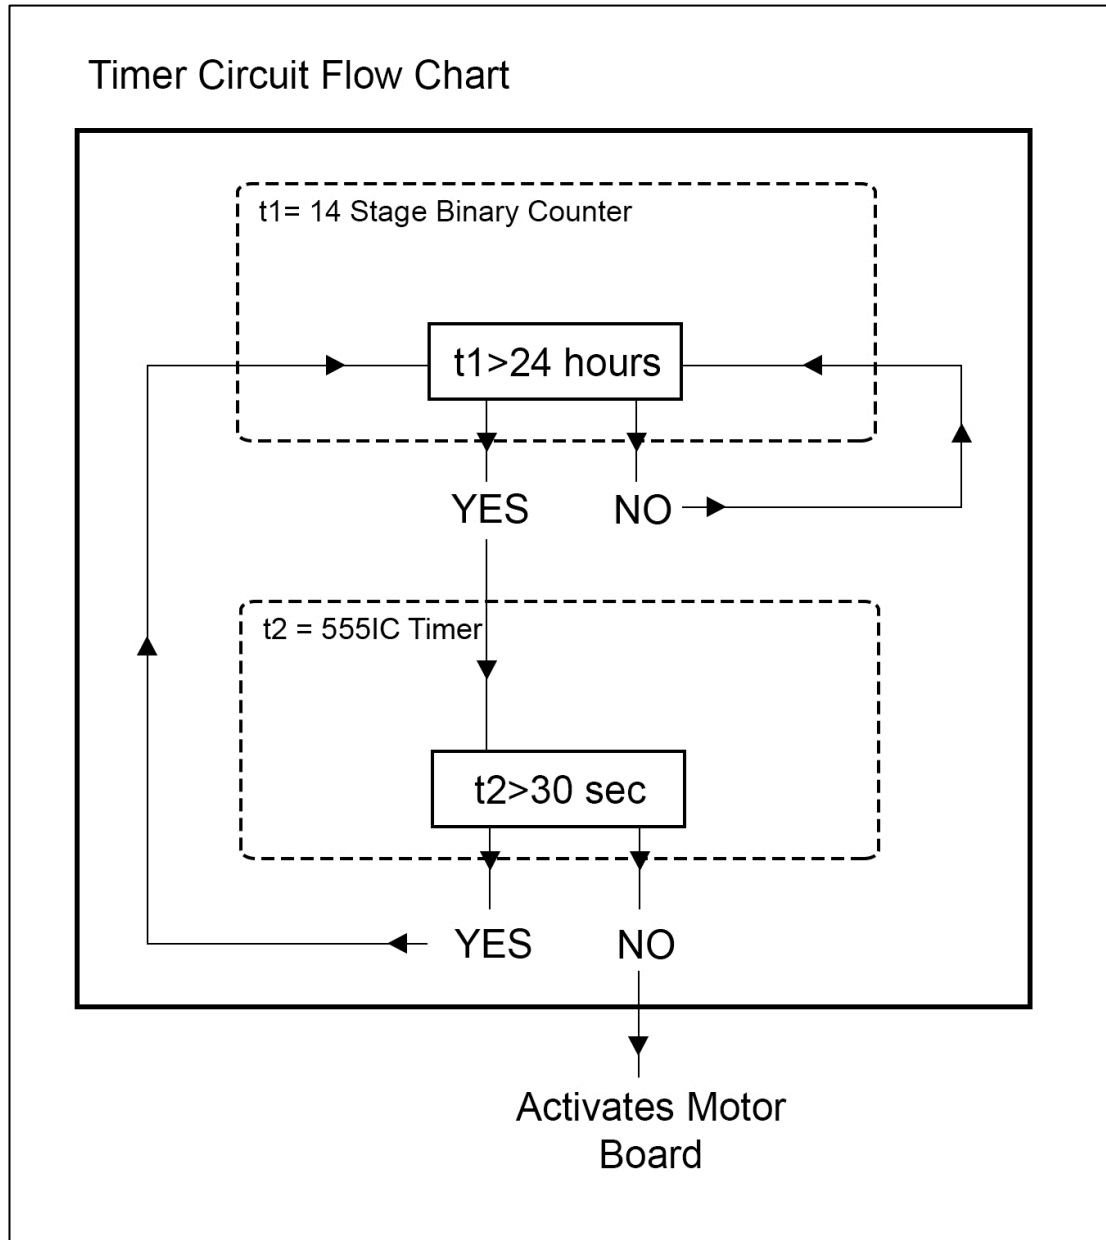 Timer Circuit Flow Chart
t1= 14 Stage Binary Counter
t1>24 hours
YES
NO
t2 = 555IC Timer
t2>30 sec
YES
NO
Activates Motor
Board